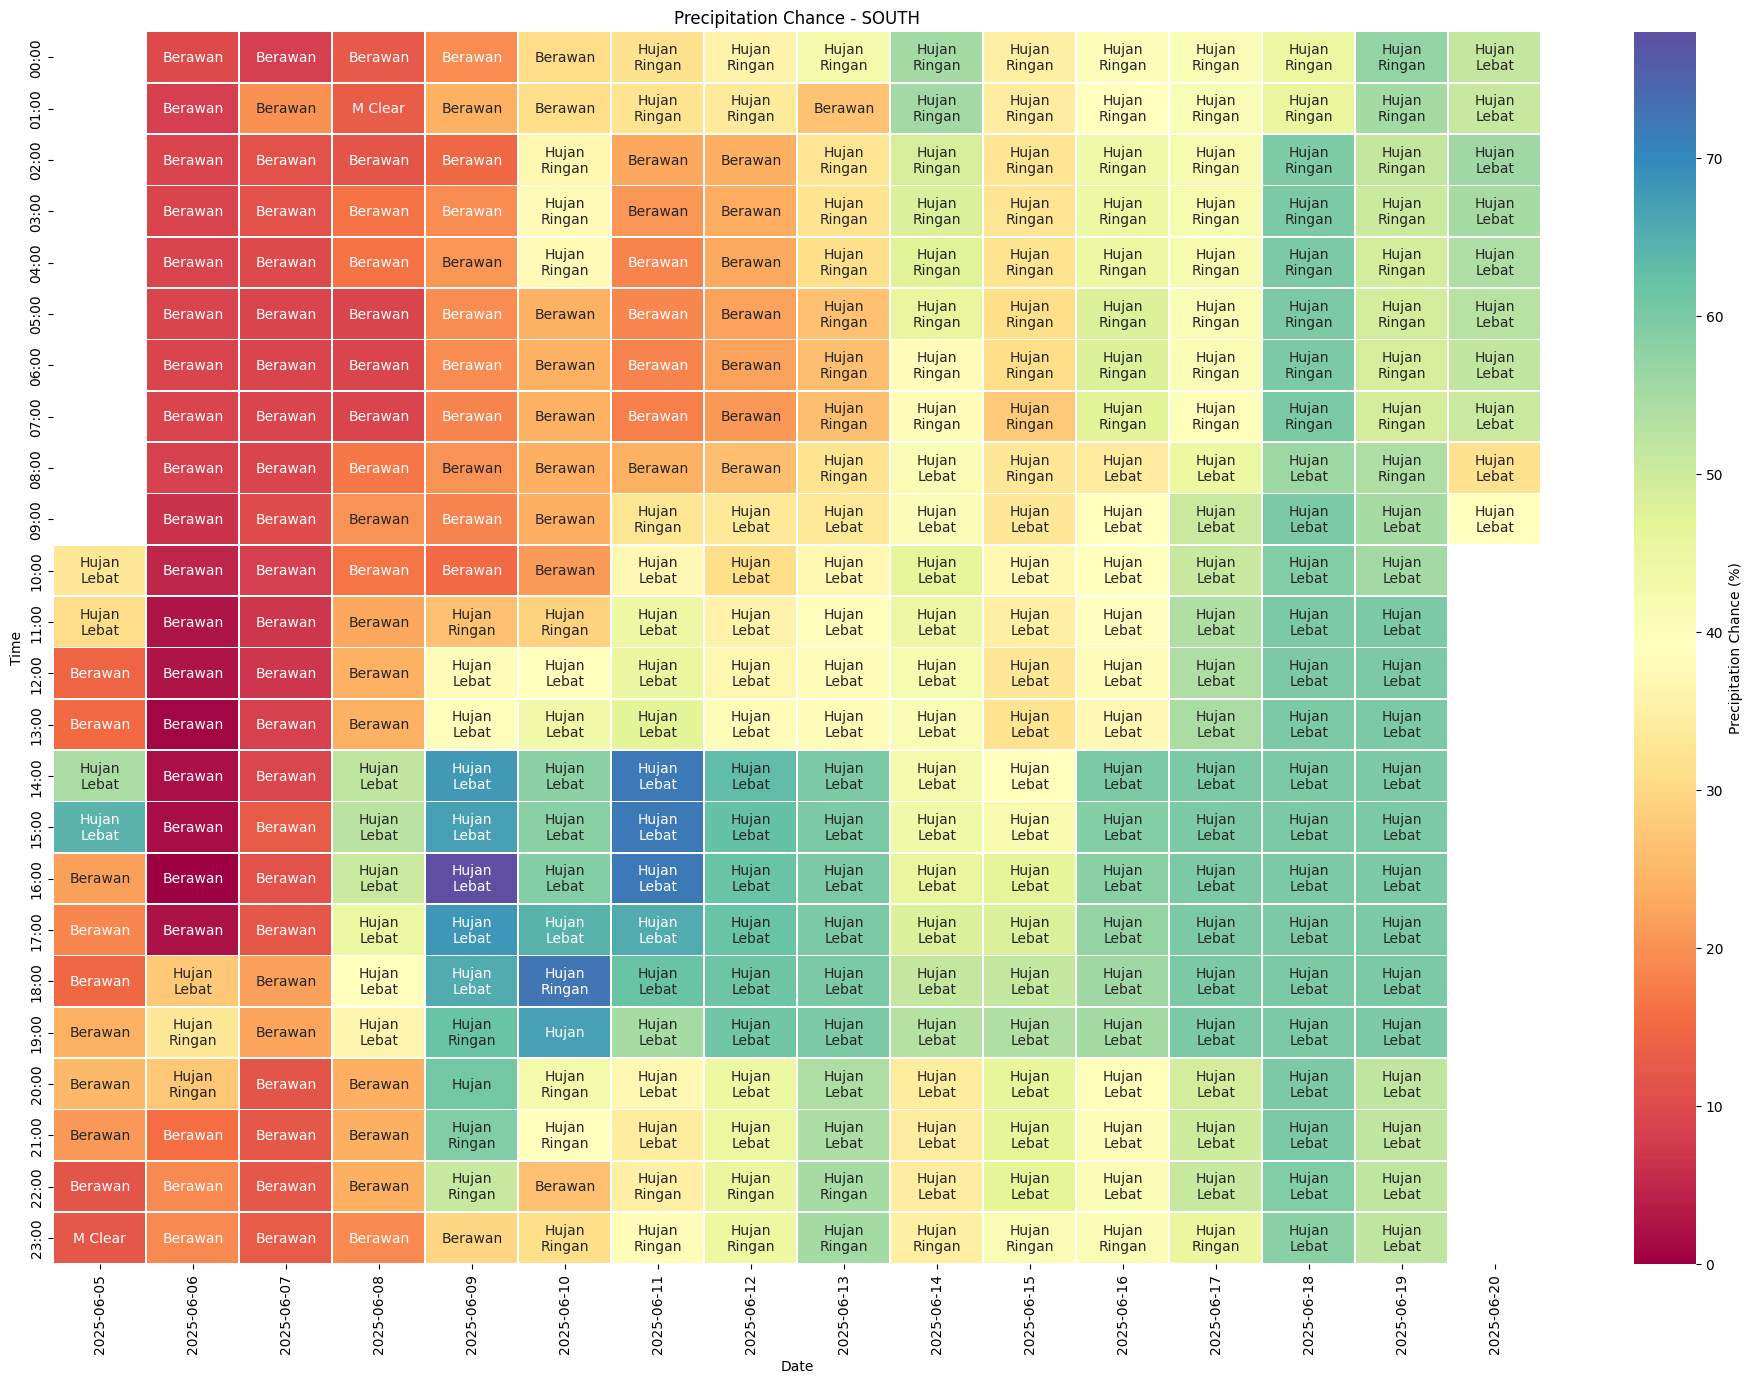 Precipitation Chance - SOUTH
00:00 Berawan Berawan Berawan Berawan Berawan Hujan Ringan Hujan Ringan Hujan Ringan Hujan Ringan Hujan Ringan Hujan Ringan Hujan Ringan Hujan Ringan Hujan Ringan Hujan Lebat
01:00 Berawan Berawan M Clear Berawan Berawan Hujan Ringan Hujan Ringan Berawan Hujan Ringan Hujan Ringan Hujan Ringan Hujan Ringan Hujan Ringan Hujan Ringan Hujan Lebat
02:00 Berawan Berawan Berawan Berawan Hujan Ringan Berawan Berawan Hujan Ringan Hujan Ringan Hujan Ringan Hujan Ringan Hujan Ringan Hujan Ringan Hujan Ringan Hujan Lebat
03:00 Berawan Berawan Berawan Berawan Hujan Ringan Berawan Berawan Hujan Ringan Hujan Ringan Hujan Ringan Hujan Ringan Hujan Ringan Hujan Ringan Hujan Ringan Hujan Lebat
04:00 Berawan Berawan Berawan Berawan Hujan Ringan Berawan Berawan Hujan Ringan Hujan Ringan Hujan Ringan Hujan Ringan Hujan Ringan Hujan Ringan Hujan Ringan Hujan Lebat
05:00 Berawan Berawan Berawan Berawan Berawan Berawan Berawan Hujan Ringan Hujan Ringan Hujan Ringan Hujan Ringan Hujan Ringan Hujan Ringan Hujan Ringan Hujan Lebat
06:00 Berawan Berawan Berawan Berawan Berawan Berawan Berawan Hujan Ringan Hujan Ringan Hujan Ringan Hujan Ringan Hujan Ringan Hujan Ringan Hujan Ringan Hujan Lebat
07:00 Berawan Berawan Berawan Berawan Berawan Berawan Berawan Hujan Ringan Hujan Ringan Hujan Ringan Hujan Ringan Hujan Ringan Hujan Ringan Hujan Ringan Hujan Lebat
08:00 Berawan Berawan Berawan Berawan Berawan Berawan Berawan Hujan Ringan Hujan Lebat Hujan Ringan Hujan Lebat Hujan Lebat Hujan Lebat Hujan Ringan Hujan Lebat
09:00 Berawan Berawan Berawan Berawan Berawan Hujan Ringan Hujan Lebat Hujan Lebat Hujan Lebat Hujan Lebat Hujan Lebat Hujan Lebat Hujan Lebat Hujan Lebat Hujan Lebat
10:00 Hujan Lebat Berawan Berawan Berawan Berawan Berawan Hujan Lebat Hujan Lebat Hujan Lebat Hujan Lebat Hujan Lebat Hujan Lebat Hujan Lebat Hujan Lebat Hujan Lebat
11:00 Hujan Lebat Berawan Berawan Berawan Hujan Ringan Hujan Ringan Hujan Lebat Hujan Lebat Hujan Lebat Hujan Lebat Hujan Lebat Hujan Lebat Hujan Lebat Hujan Lebat Hujan Lebat
12:00 Berawan Berawan Berawan Berawan Hujan Lebat Hujan Lebat Hujan Lebat Hujan Lebat Hujan Lebat Hujan Lebat Hujan Lebat Hujan Lebat Hujan Lebat Hujan Lebat Hujan Lebat
13:00 Berawan Berawan Berawan Berawan Hujan Lebat Hujan Lebat Hujan Lebat Hujan Lebat Hujan Lebat Hujan Lebat Hujan Lebat Hujan Lebat Hujan Lebat Hujan Lebat Hujan Lebat
14:00 Hujan Lebat Berawan Berawan Hujan Lebat Hujan Lebat Hujan Lebat Hujan Lebat Hujan Lebat Hujan Lebat Hujan Lebat Hujan Lebat Hujan Lebat Hujan Lebat Hujan Lebat Hujan Lebat
15:00 Hujan Lebat Berawan Berawan Hujan Lebat Hujan Lebat Hujan Lebat Hujan Lebat Hujan Lebat Hujan Lebat Hujan Lebat Hujan Lebat Hujan Lebat Hujan Lebat Hujan Lebat Hujan Lebat
16:00 Berawan Berawan Berawan Hujan Lebat Hujan Lebat Hujan Lebat Hujan Lebat Hujan Lebat Hujan Lebat Hujan Lebat Hujan Lebat Hujan Lebat Hujan Lebat Hujan Lebat Hujan Lebat
17:00 Berawan Berawan Berawan Hujan Lebat Hujan Lebat Hujan Lebat Hujan Lebat Hujan Lebat Hujan Lebat Hujan Lebat Hujan Lebat Hujan Lebat Hujan Lebat Hujan Lebat Hujan Lebat
18:00 Berawan Hujan Lebat Berawan Hujan Lebat Hujan Lebat Hujan Ringan Hujan Lebat Hujan Lebat Hujan Lebat Hujan Lebat Hujan Lebat Hujan Lebat Hujan Lebat Hujan Lebat Hujan Lebat
19:00 Berawan Hujan Ringan Berawan Hujan Lebat Hujan Ringan Hujan Hujan Lebat Hujan Lebat Hujan Lebat Hujan Lebat Hujan Lebat Hujan Lebat Hujan Lebat Hujan Lebat Hujan Lebat
20:00 Berawan Hujan Ringan Berawan Berawan Hujan Hujan Ringan Hujan Lebat Hujan Lebat Hujan Lebat Hujan Lebat Hujan Lebat Hujan Lebat Hujan Lebat Hujan Lebat Hujan Lebat
21:00 Berawan Berawan Berawan Berawan Hujan Ringan Hujan Ringan Hujan Lebat Hujan Lebat Hujan Lebat Hujan Lebat Hujan Lebat Hujan Lebat Hujan Lebat Hujan Lebat Hujan Lebat
22:00 Berawan Berawan Berawan Berawan Hujan Ringan Berawan Hujan Ringan Hujan Ringan Hujan Ringan Hujan Lebat Hujan Lebat Hujan Lebat Hujan Lebat Hujan Lebat Hujan Lebat
23:00 M Clear Berawan Berawan Berawan Berawan Hujan Ringan Hujan Ringan Hujan Ringan Hujan Ringan Hujan Ringan Hujan Ringan Hujan Ringan Hujan Ringan Hujan Lebat Hujan Lebat
2025-06-05 2025-06-06 2025-06-07 2025-06-08 2025-06-09 2025-06-10 2025-06-11 2025-06-12 2025-06-13 2025-06-14 2025-06-15 2025-06-16 2025-06-17 2025-06-18 2025-06-19 2025-06-20
Date
Time
70
60
50
40
30
20
10
0
Precipitation Chance (%)